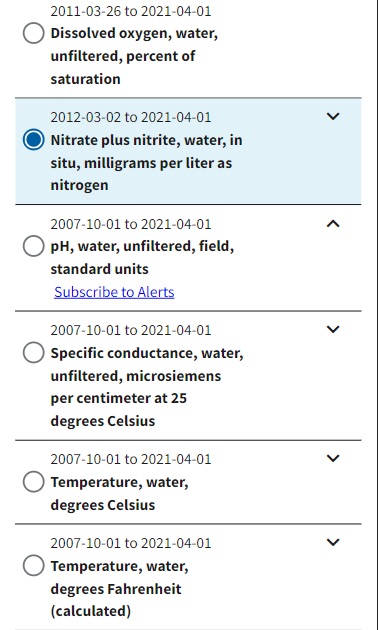 2011-03-26 to 2021-04-01
Dissolved oxygen, water,
unfiltered, percent of
saturation
2012-03-02 to 2021-04-01
Nitrate plus nitrite, water, in
situ, milligrams per liter as
nitrogen
2007-10-01 to 2021-04-01
pH, water, unfiltered, field,
standard units
Subscribe to Alerts
2007-10-01 to 2021-04-01
Specific conductance, water,
unfiltered, microsiemens
per centimeter at 25
degrees Celsius
2007-10-01 to 2021-04-01
Temperature, water,
degrees Celsius
2007-10-01 to 2021-04-01
Temperature, water,
degrees Fahrenheit
(calculated)